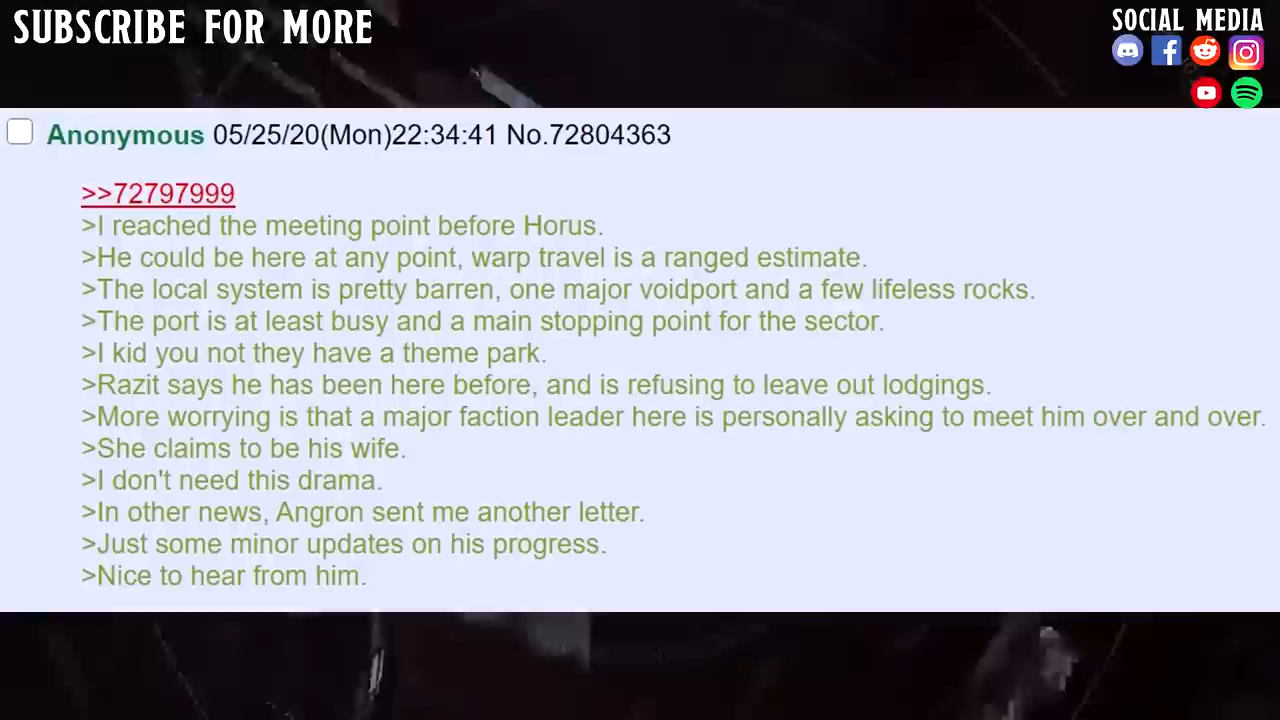 SUBSCRIBE FOR MORE
SOCIAL MEDIA
Anonymous 05/25/20(Mon)22:34:41 No.72804363
>>72797999
>I reached the meeting point before Horus.
>He could be here at any point, warp travel is a ranged estimate.
>The local system is pretty barren, one major voidport and a few lifeless rocks.
>The port is at least busy and a main stopping point for the sector.
>I kid you not they have a theme park.
>Razit says he has been here before, and is refusing to leave out lodgings.
>More worrying is that a major faction leader here is personally asking to meet him over and over.
>She claims to be his wife.
>I don't need this drama.
>In other news, Angron sent me another letter.
>Just some minor updates on his progress.
>Nice to hear from him.